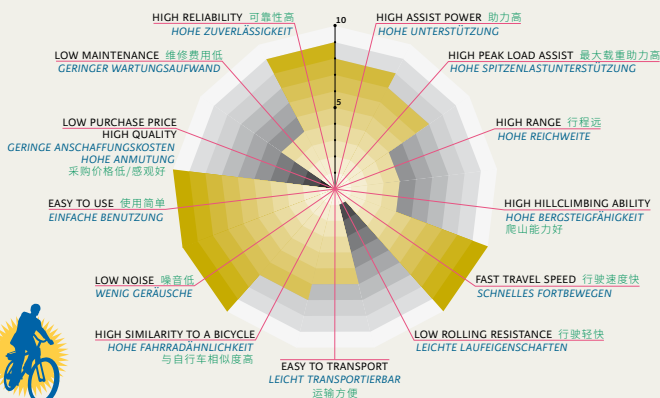 10
5
HIGH RELIABILITY 可靠性高
HOHE ZUVERLÄSSIGKEIT
HIGH ASSIST POWER 助力高
HOHE UNTERSTÜTZUNG
LOW MAINTENANCE 维修费用低
GERINGER WARTUNGSAUFWAND
HIGH PEAK LOAD ASSIST 最大载重助力高
HOHE SPITZENLASTUNTERSTÜTZUNG
LOW PURCHASE PRICE
HIGH QUALITY
GERINGE ANSCHAFFUNGSKOSTEN
HOHE ANMUTUNG
采购价格低/感观好
HIGH RANGE 行程远
HOHE REICHWEITE
EASY TO USE 使用简单
EINFACHE BENUTZUNG
HIGH HILLCLIMBING ABILITY
HOHE BERGSTEIGFÄHIGKEIT
爬山能力好
LOW NOISE 噪音低
WENIG GERÄUSCHE
FAST TRAVEL SPEED 行驶速度快
SCHNELLES FORTBEWEGEN
HIGH SIMILARITY TO A BICYCLE
HOHE FAHRRADÄHNLICHKEIT
与自行车相似度高
LOW ROLLING RESISTANCE 行驶轻快
LEICHTE LAUFEIGENSCHAFTEN
EASY TO TRANSPORT
LEICHT TRANSPORTIERBAR
运输方便